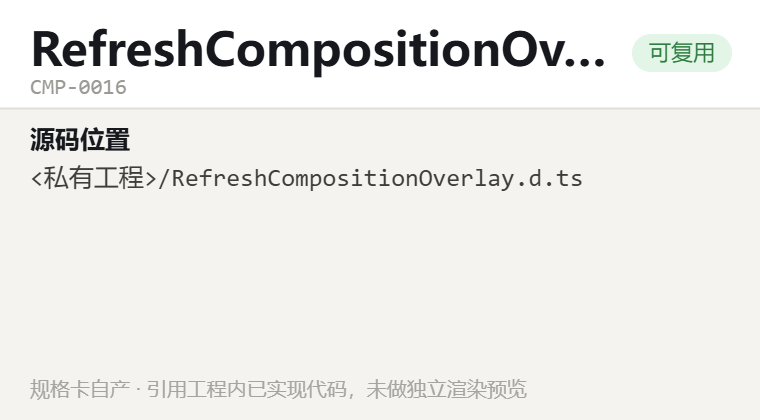 RefreshCompositionOv...
可复用
CMP-0016
源码位置
<私有工程>/RefreshCompositionOverlay.d.ts
规格卡自产 · 引用工程内已实现代码，未做独立渲染预览